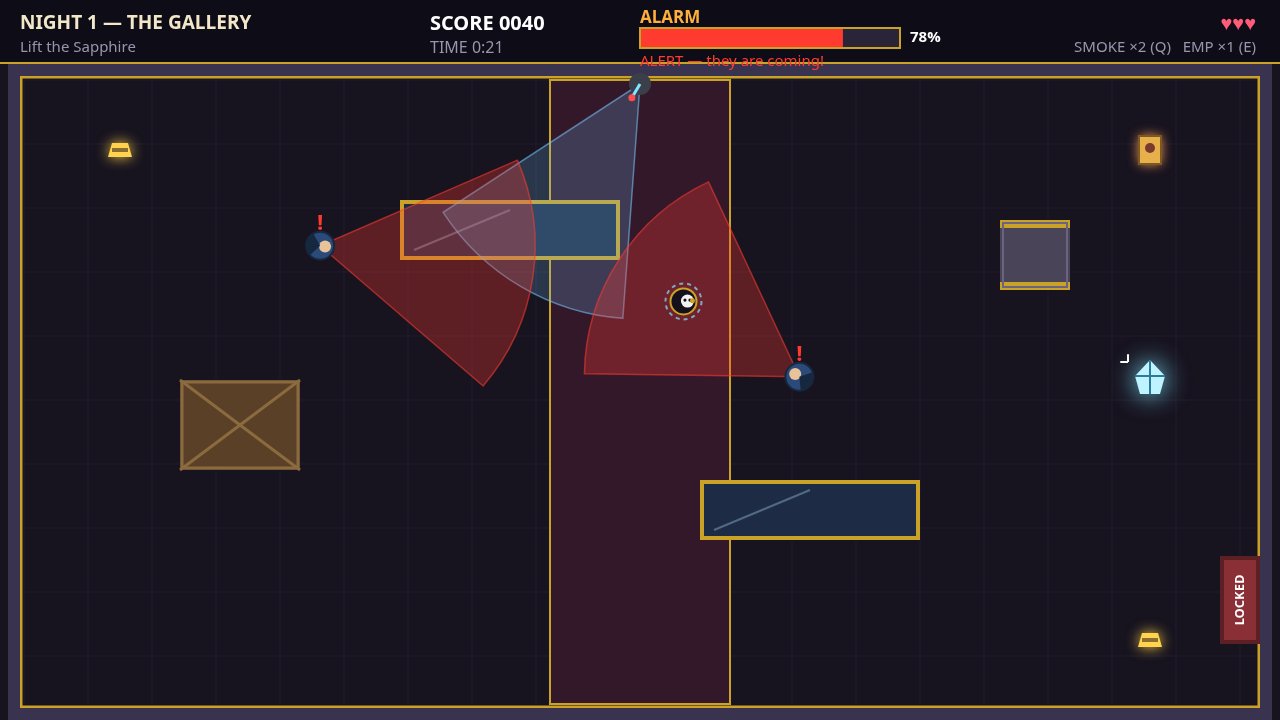 NIGHT 1 — THE GALLERY
Lift the Sapphire
SCORE 0040
TIME 0:21
ALARM
78%
ALERT — they are coming!
♥♥♥
SMOKE ×2 (Q) EMP ×1 (E)
!
!
LOCKED